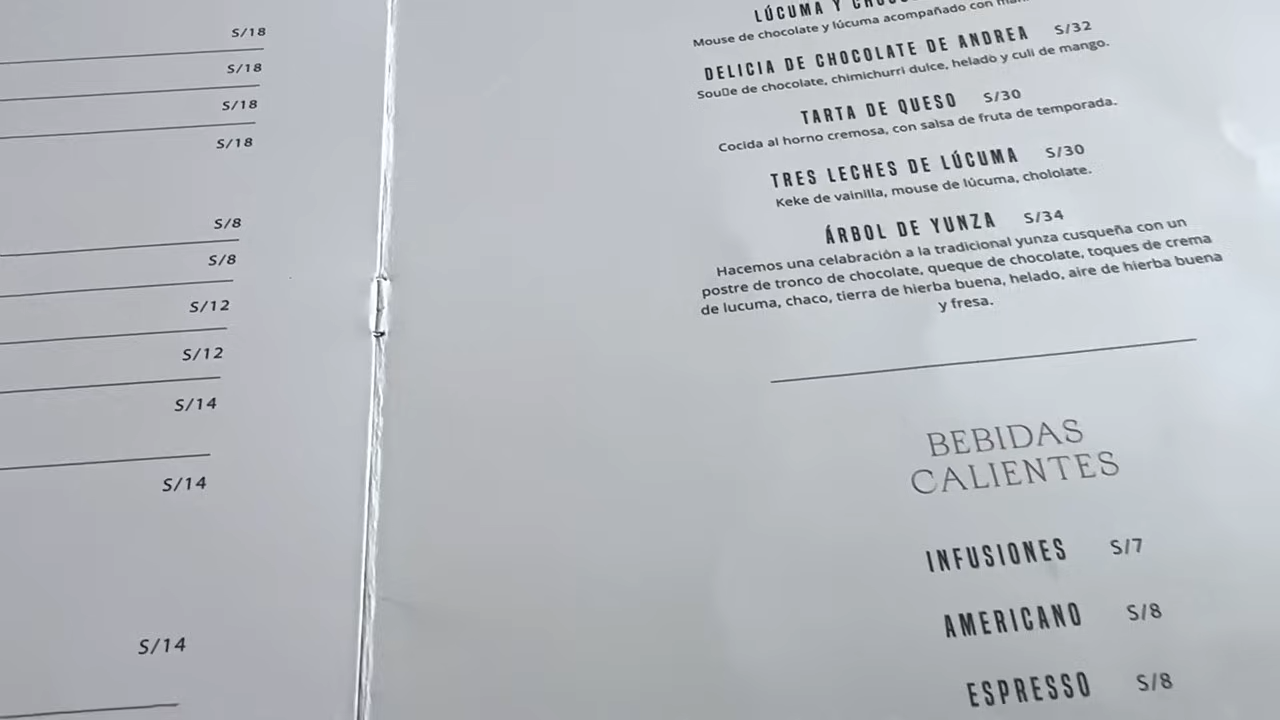 S/18
S/18
S/18
S/18
S/8
S/8
S/12
S/12
S/14
S/14
S/14
LÚCUMA Y
Mouse de chocolate y lúcuma acompañado con
DELICIA DE CHOCOLATE DE ANDREA S/32
Sou▯e de chocolate, chimichurri dulce, helado y culi de mango.
TARTA DE QUESO S/30
Cocida al horno cremosa, con salsa de fruta de temporada.
TRES LECHES DE LÚCUMA S/30
Keke de vainilla, mouse de lúcuma, chololate.
ÁRBOL DE YUNZA S/34
Hacemos una celabración a la tradicional yunza cusqueña con un
postre de tronco de chocolate, queque de chocolate, toques de crema
de lucuma, chaco, tierra de hierba buena, helado, aire de hierba buena
y fresa.
BEBIDAS
CALIENTES
INFUSIONES S/7
AMERICANO S/8
ESPRESSO S/8